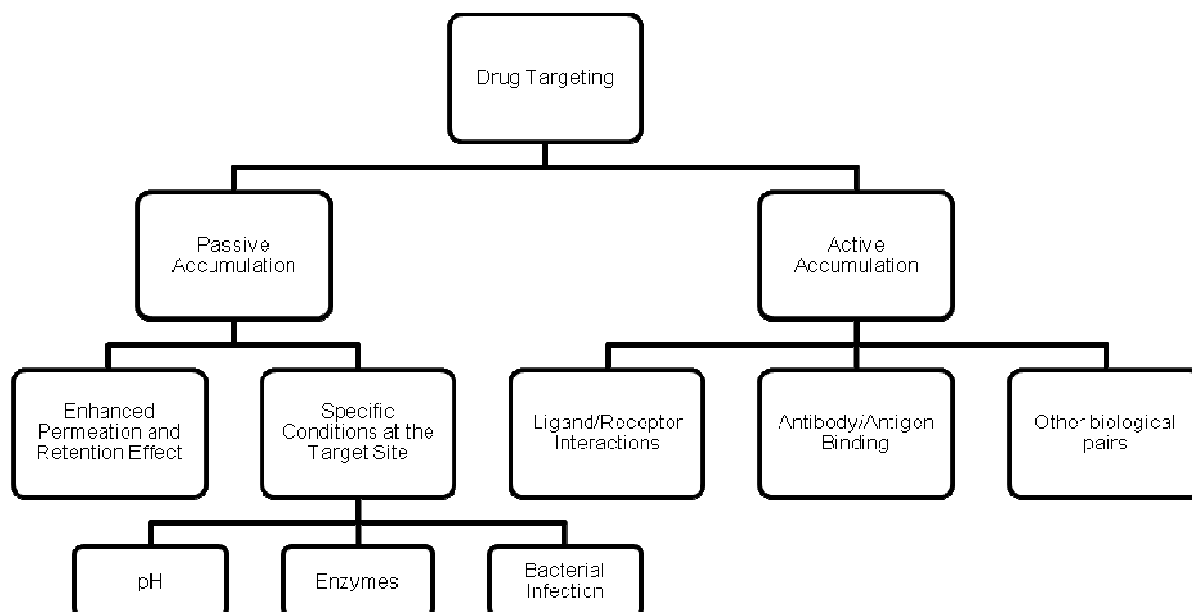 Drug Targeting
Passive
Accumulation
Active
Accumulation
Enhanced
Permeation and
Retention Effect
Specific
Conditions at the
Target Site
Ligand/Receptor
Interactions
Antibody/Antigen
Binding
Other biological
pairs
pH
Enzymes
Bacterial
Infection